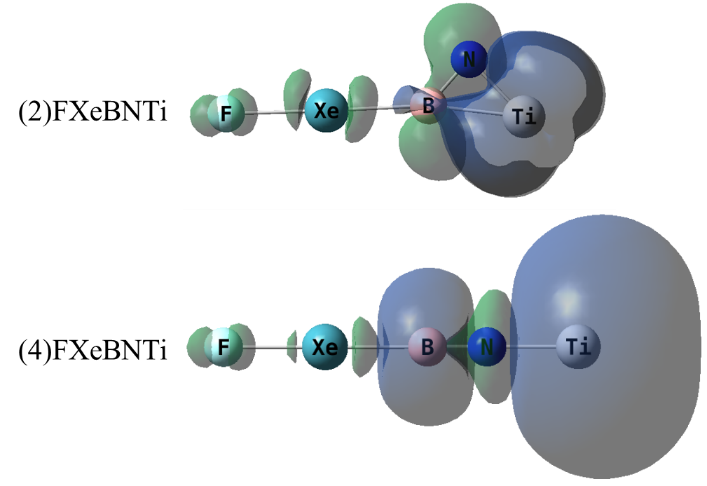 N
(2)FXeBNTi F Xe B Ti
(4)FXeBNTi F Xe B N Ti